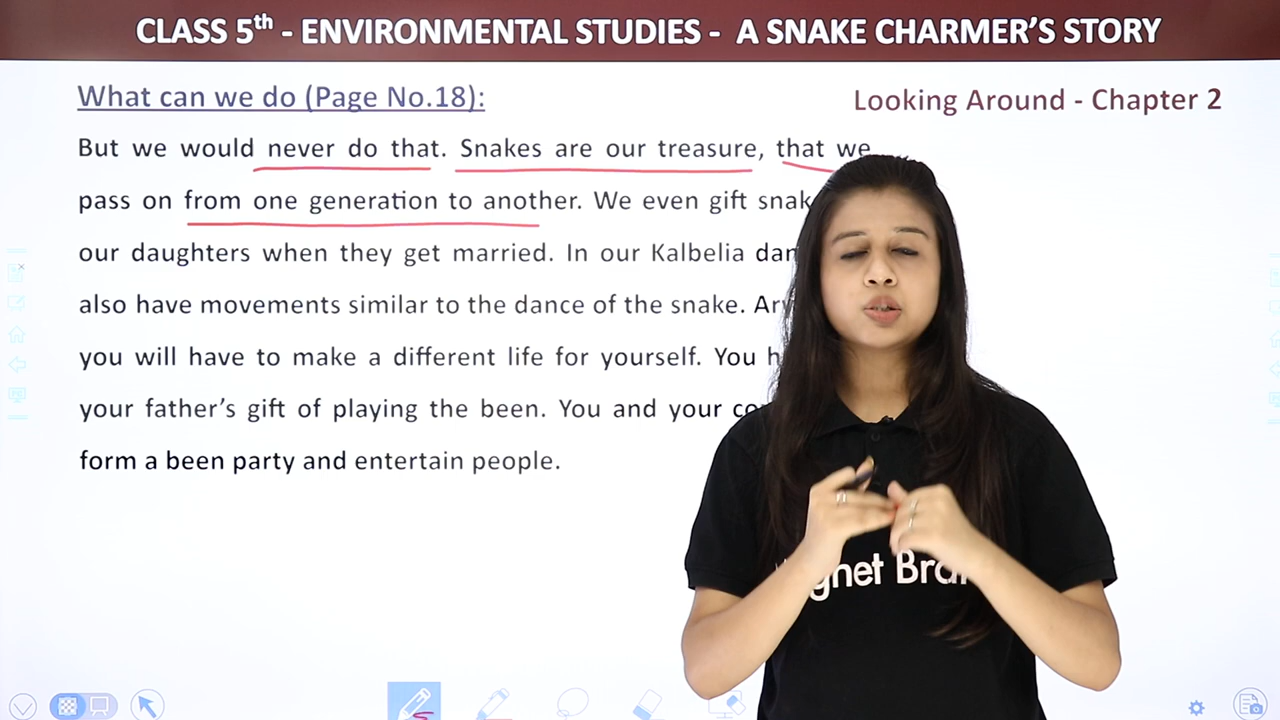 CLASS 5th - ENVIRONMENTAL STUDIES - A SNAKE CHARMER'S STORY
What can we do (Page No.18):
Looking Around - Chapter 2
But we would never do that. Snakes are our treasure, that we
pass on from one generation to another. We even gift
our daughters when they get married. In our Kalbelia
also have movements similar to the dance of the snake.
you will have to make a different life for yourself. You
your father's gift of playing the been. You and your
form a been party and entertain people.